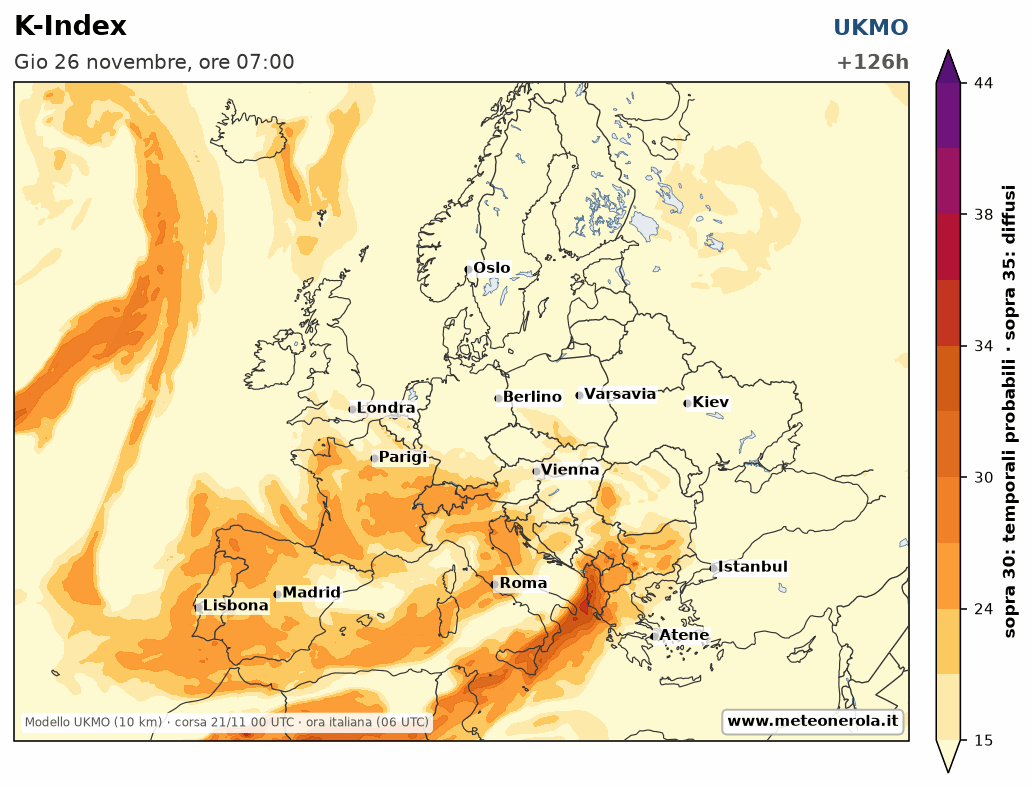 K-Index
UKMO
Gio 26 novembre, ore 07:00
+126h
44
38
34
30
24
15
sopra 30: temporali probabili · sopra 35: diffusi
Oslo
Londra
Berlino
Varsavia
Kiev
Parigi
Vienna
Istanbul
Roma
Madrid
Lisbona
Atene
Modello UKMO (10 km) · corsa 21/11 00 UTC · ora italiana (06 UTC)
www.meteonerola.it